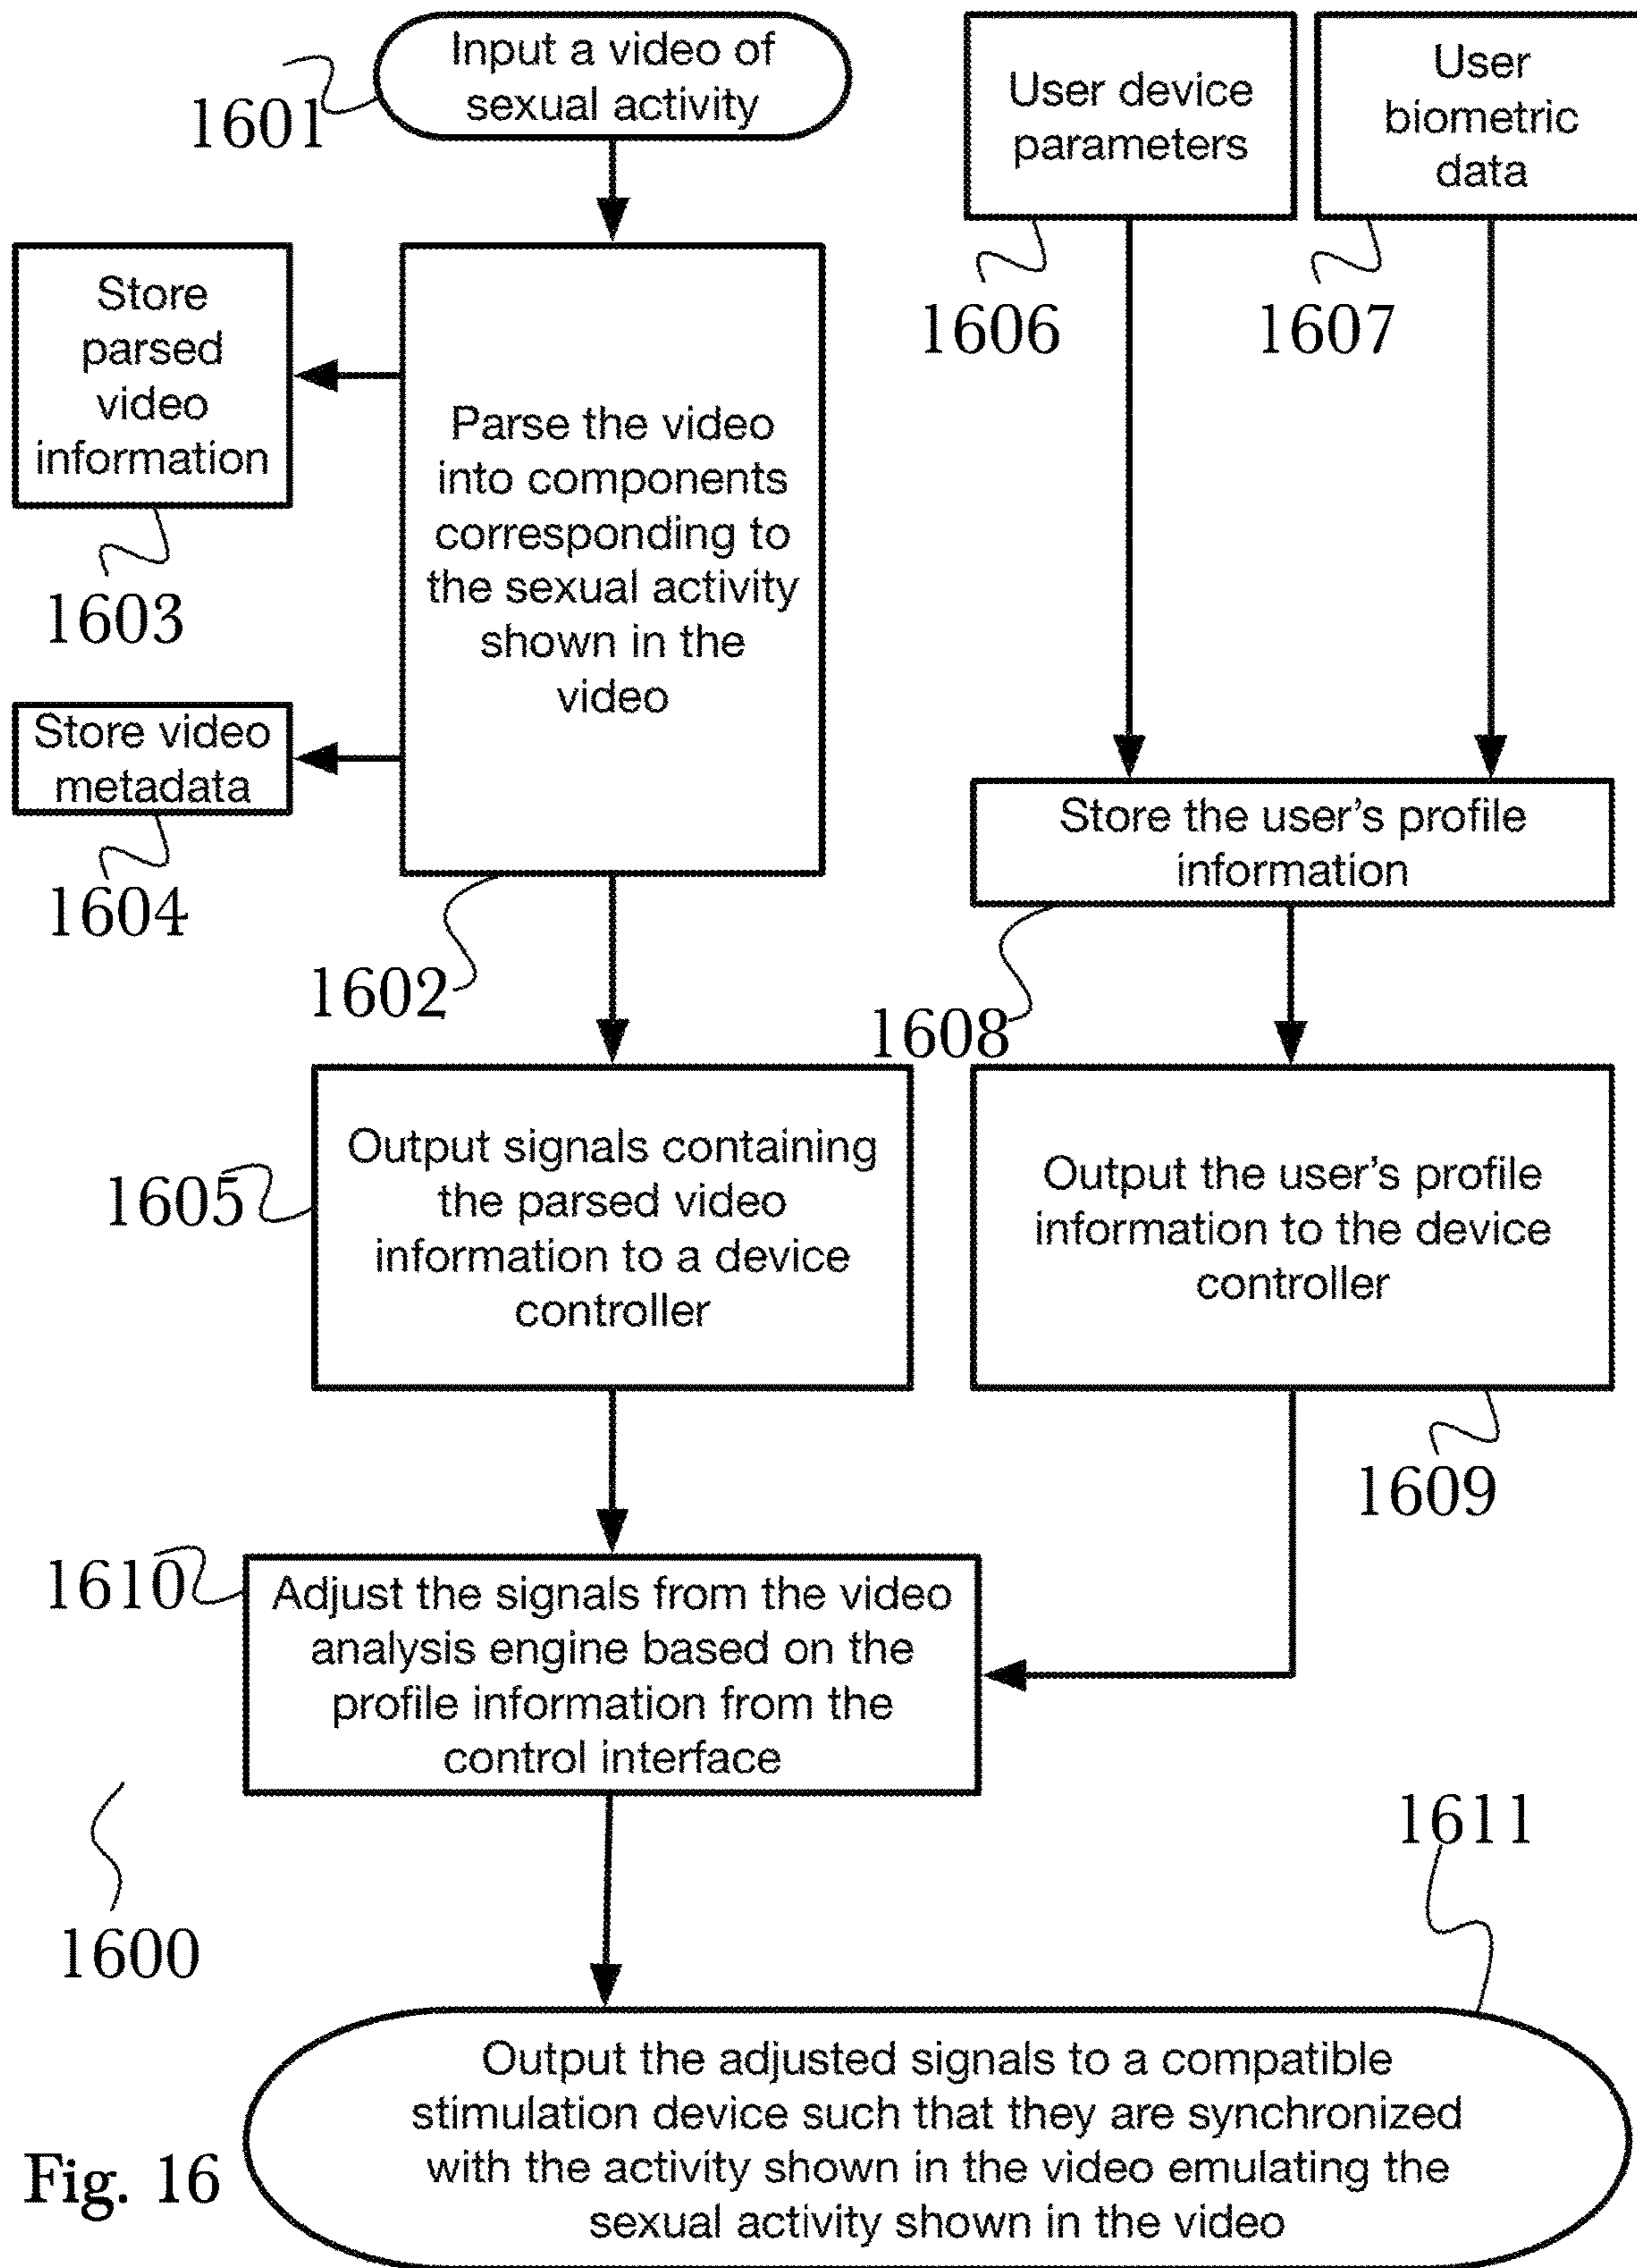 Input a video of
sexual activity
1601
User device
parameters
User
biometric
data
1606
1607
Store
parsed
video
information
1603
Parse the video
into components
corresponding to
the sexual activity
shown in the
video
Store video
metadata
1604
1602
Store the user's profile
information
1608
Output signals containing
the parsed video
information to a device
controller
1605
Output the user's profile
information to the device
controller
1609
1610
Adjust the signals from the video
analysis engine based on the
profile information from the
control interface
1600
1611
Output the adjusted signals to a compatible
stimulation device such that they are synchronized
with the activity shown in the video emulating the
sexual activity shown in the video
Fig. 16